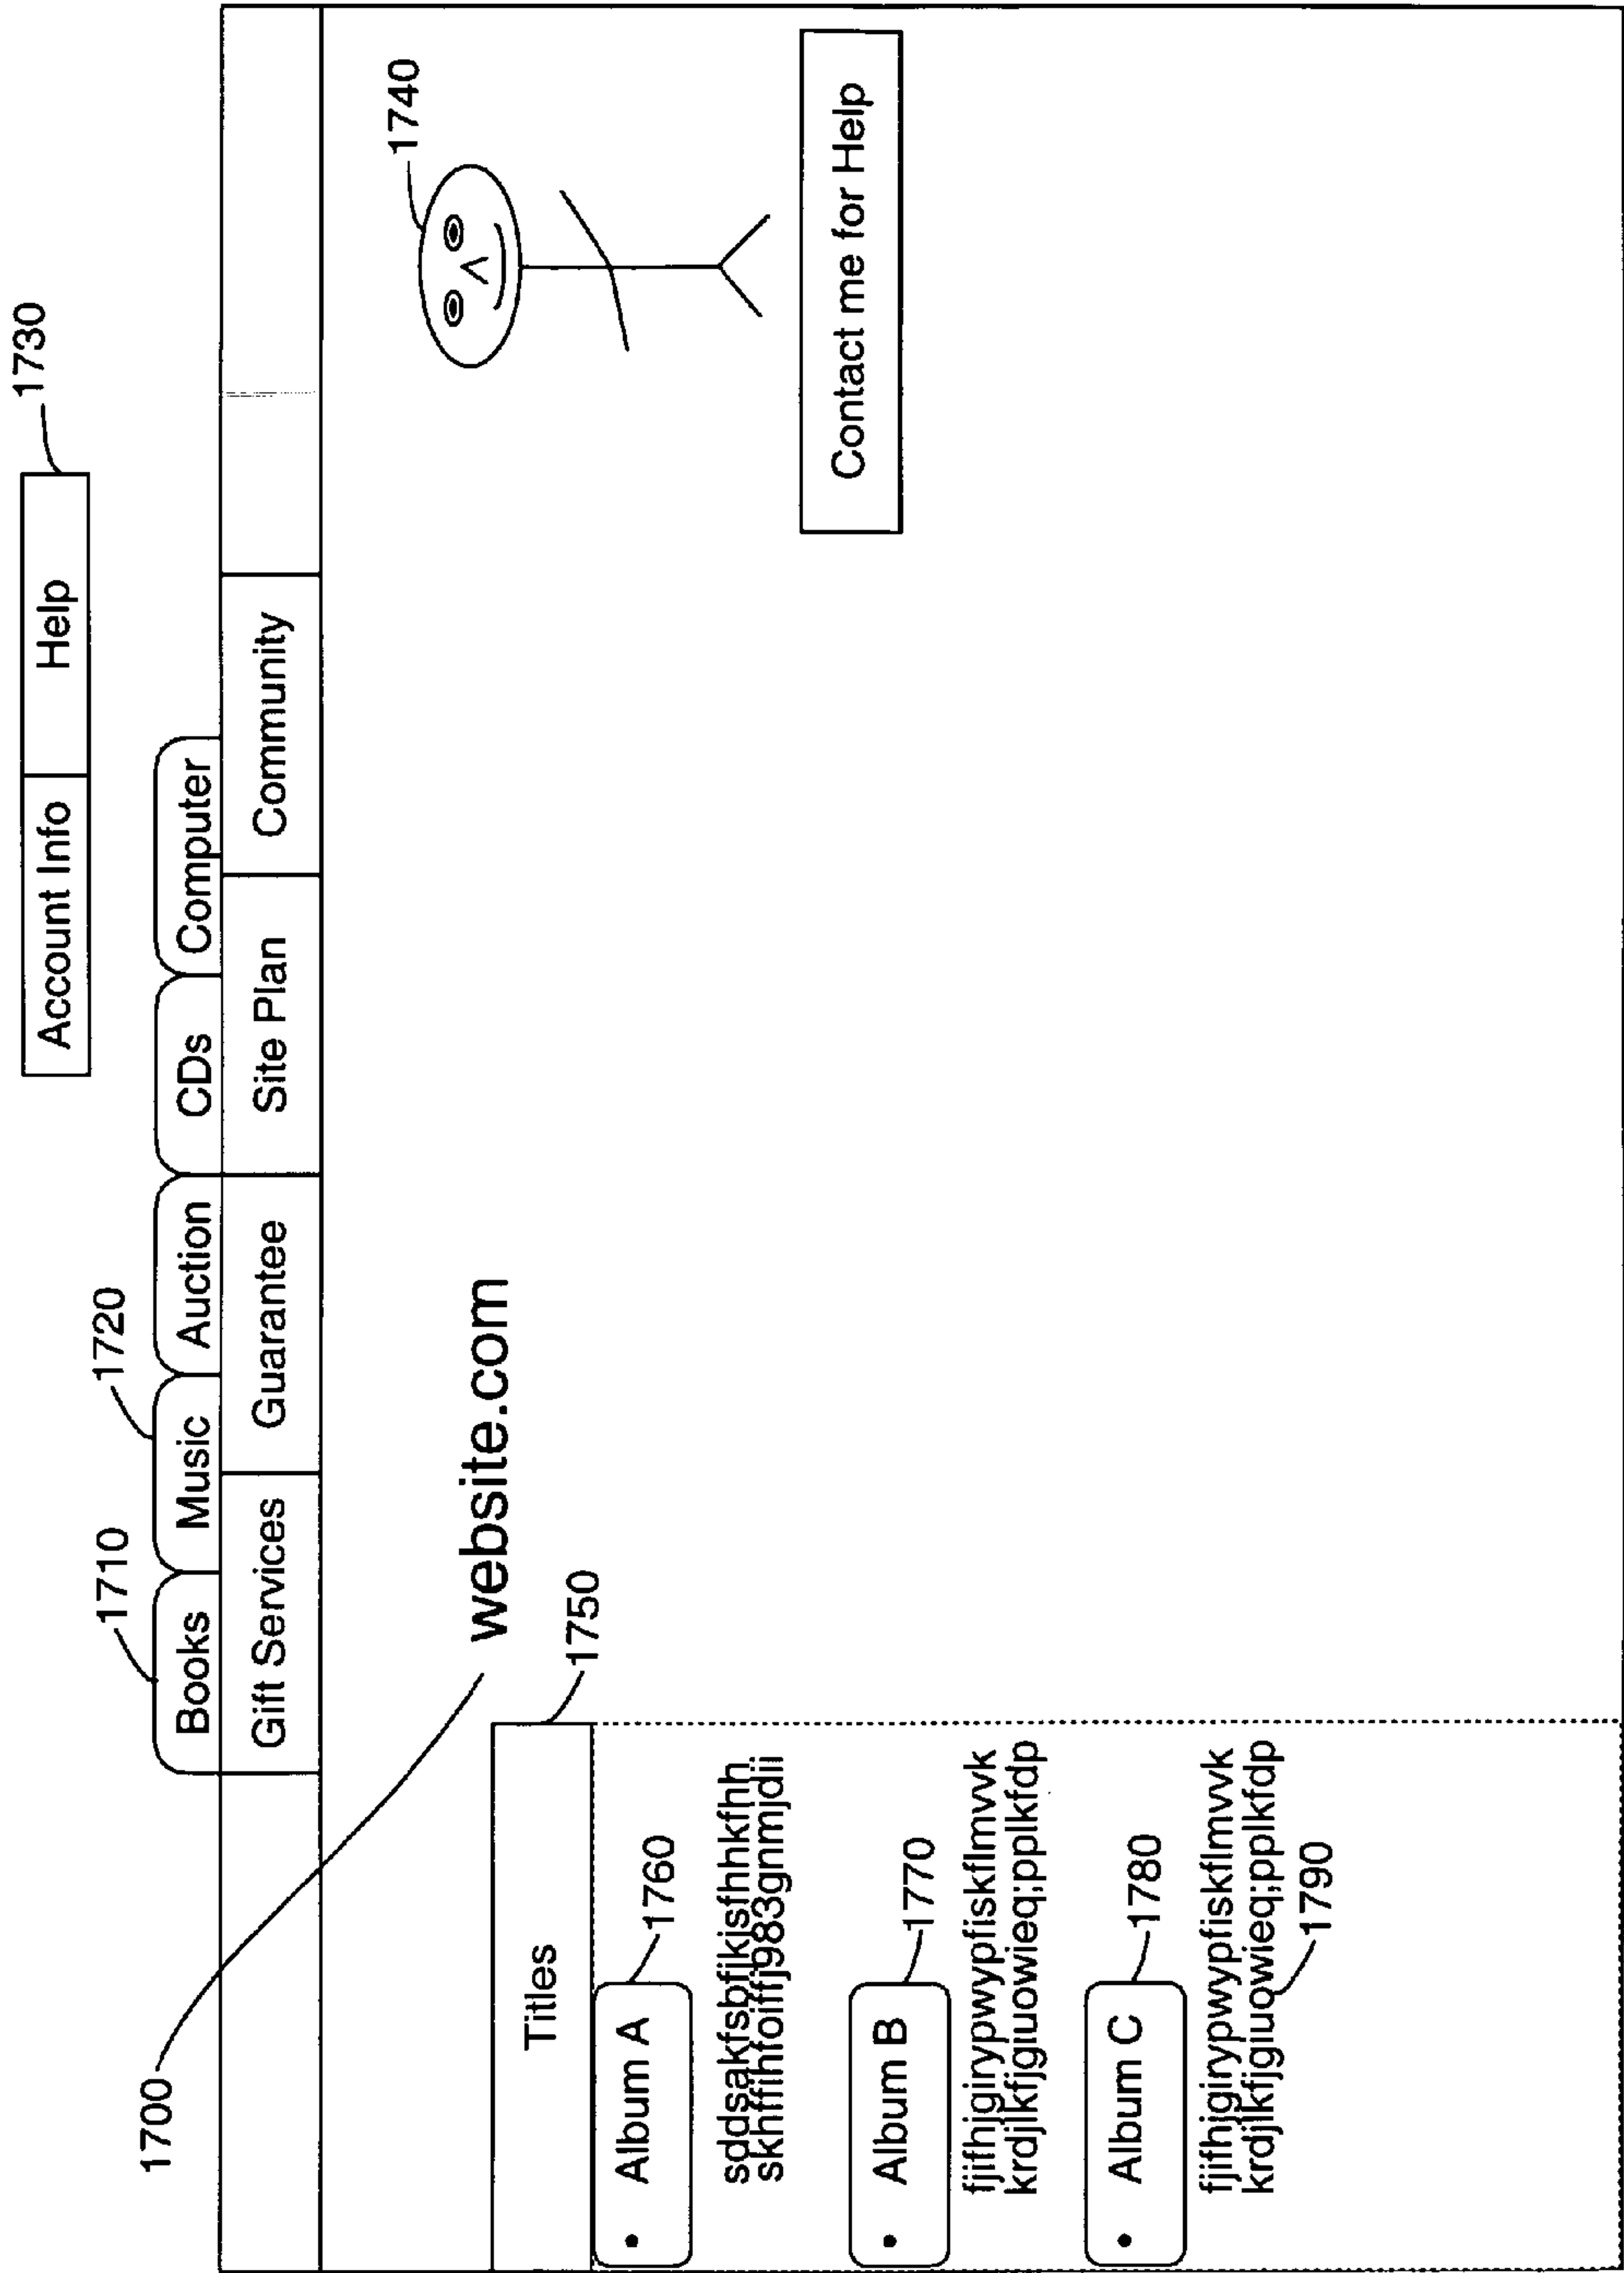 1730
Account Info Help
1710
1720
Books Music Auction CDs Computer
Gift Services Guarantee Site Plan Community
1700
website.com
1740
1750
Titles
Album A
1760
sddsakfsbfjkjsfhhkfhh
skhffihfoiffj983gnmjdii
Album B
1770
fjifhjgirypwypfiskflmvvk
krdjlkfjgiuowieq;pplkfdp
Album C
1780
fjifhjgirypwypfiskflmvvk
krdjlkfjgiuowieq;pplkfdp
1790
Contact me for Help